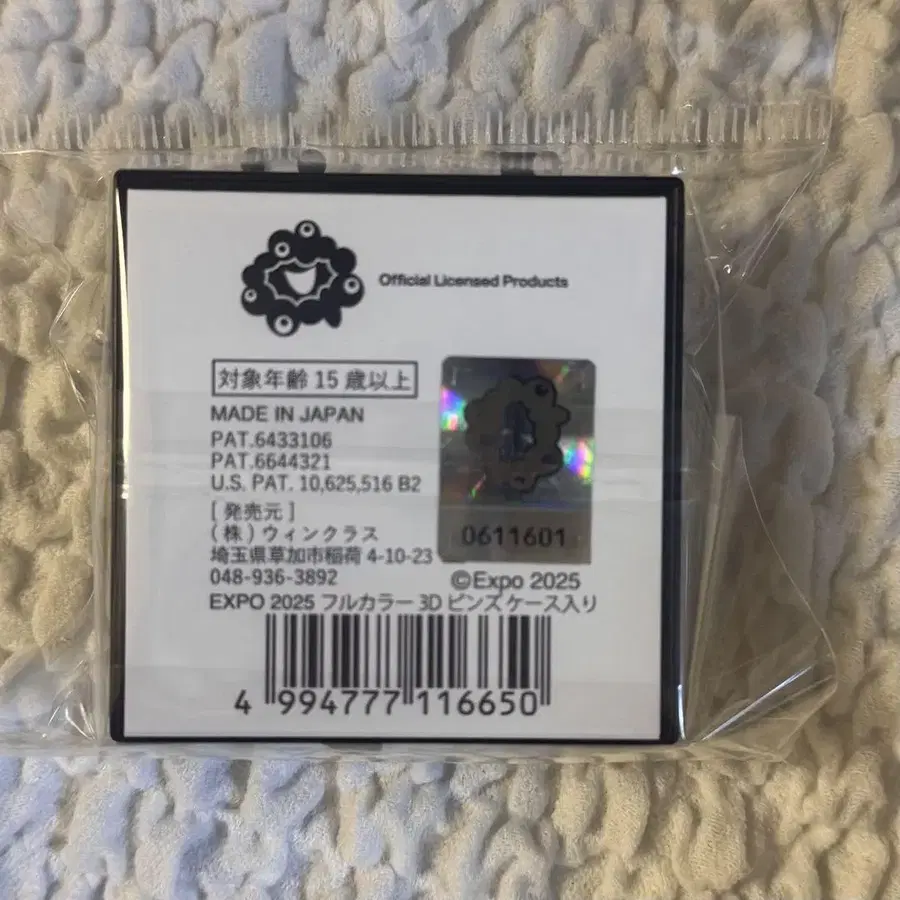 Official Licensed Products
対象年齢 15 歳以上
MADE IN JAPAN
PAT.6433106
PAT.6644321
U.S. PAT. 10,625,516 B2
[ 発売元 ]
(株) ウィンクラス
埼玉県草加市稲荷 4-10-23
048-936-3892
0611601
©Expo 2025
EXPO 2025 フルカラー 3D ピンズ ケース入り
4 994777 116650